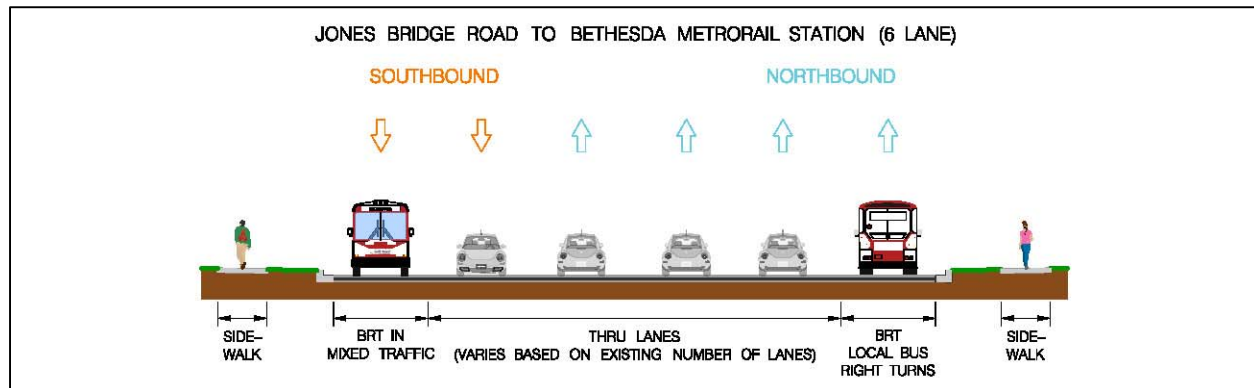 JONES BRIDGE ROAD TO BETHESDA METRORAIL STATION (6 LANE)
SOUTHBOUND NORTHBOUND
SIDE-
WALK
BRT IN
MIXED TRAFFIC
THRU LANES
(VARIES BASED ON EXISTING NUMBER OF LANES)
BRT
LOCAL BUS
RIGHT TURNS
SIDE-
WALK